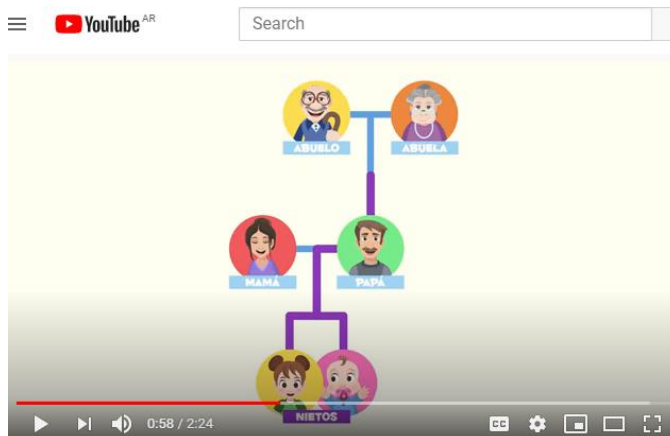 YouTube AR
Search
ABUELO ABUELA
MAMÁ PAPÁ
NIETOS
0:58 / 2:24 CC